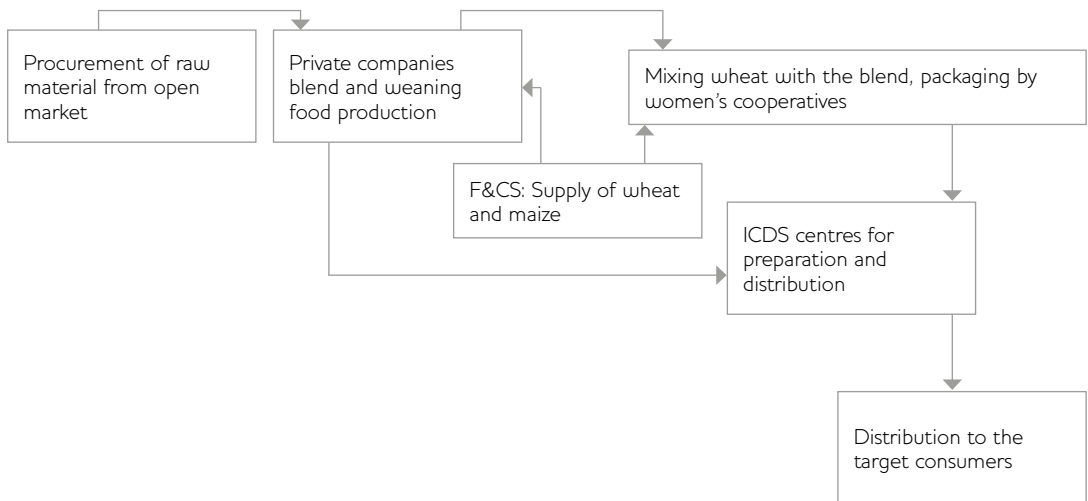 Procurement of raw
material from open
market
Private companies
blend and weaning
food production
Mixing wheat with the blend, packaging by
women's cooperatives
F&CS: Supply of wheat
and maize
ICDS centres for
preparation and
distribution
Distribution to the
target consumers